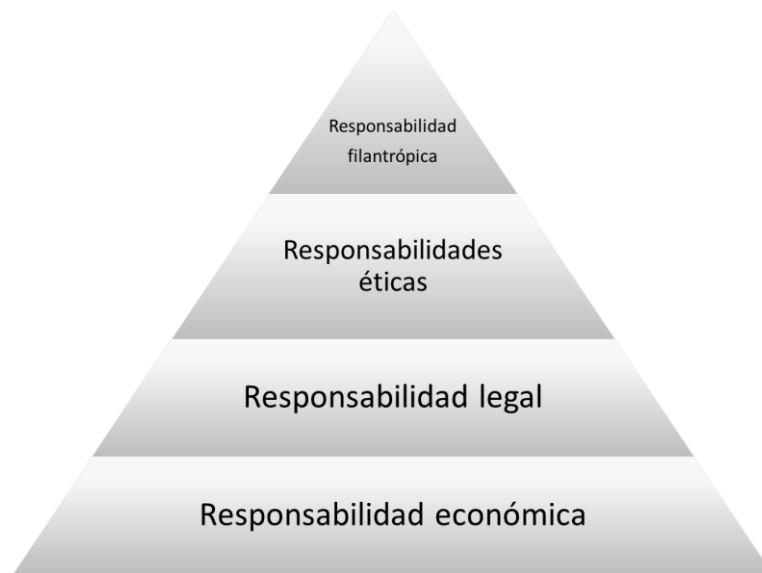 Responsabilidad
filantrópica
Responsabilidades
éticas
Responsabilidad legal
Responsabilidad económica